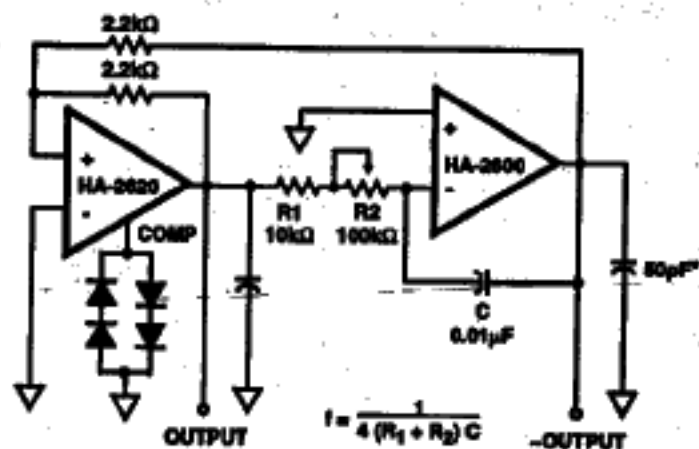 2.2kΩ
2.2kΩ
+
HA-2620
-
COMP
R1
10kΩ
R2
100kΩ
+
HA-2600
-
C
0.01µF
50pF*
OUTPUT
f = 1 / 4 (R1 + R2) C
~OUTPUT